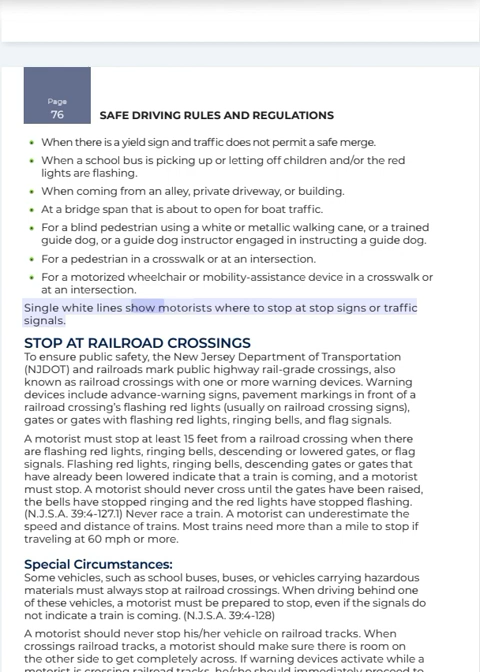 Page
76
SAFE DRIVING RULES AND REGULATIONS
• When there is a yield sign and traffic does not permit a safe merge.
• When a school bus is picking up or letting off children and/or the red
lights are flashing.
• When coming from an alley, private driveway, or building.
• At a bridge span that is about to open for boat traffic.
• For a blind pedestrian using a white or metallic walking cane, or a trained
guide dog, or a guide dog instructor engaged in instructing a guide dog.
• For a pedestrian in a crosswalk or at an intersection.
• For a motorized wheelchair or mobility-assistance device in a crosswalk or
at an intersection.
Single white lines show motorists where to stop at stop signs or traffic
signals.
STOP AT RAILROAD CROSSINGS
To ensure public safety, the New Jersey Department of Transportation
(NJDOT) and railroads mark public highway rail-grade crossings, also
known as railroad crossings with one or more warning devices. Warning
devices include advance-warning signs, pavement markings in front of a
railroad crossing's flashing red lights (usually on railroad crossing signs),
gates or gates with flashing red lights, ringing bells, and flag signals.
A motorist must stop at least 15 feet from a railroad crossing when there
are flashing red lights, ringing bells, descending or lowered gates, or flag
signals. Flashing red lights, ringing bells, descending gates or gates that
have already been lowered indicate that a train is coming, and a motorist
must stop. A motorist should never cross until the gates have been raised,
the bells have stopped ringing and the red lights have stopped flashing.
(N.J.S.A. 39:4-127.1) Never race a train. A motorist can underestimate the
speed and distance of trains. Most trains need more than a mile to stop if
traveling at 60 mph or more.
Special Circumstances:
Some vehicles, such as school buses, buses, or vehicles carrying hazardous
materials must always stop at railroad crossings. When driving behind one
of these vehicles, a motorist must be prepared to stop, even if the signals do
not indicate a train is coming. (N.J.S.A. 39:4-128)
A motorist should never stop his/her vehicle on railroad tracks. When
crossings railroad tracks, a motorist should make sure there is room on
the other side to get completely across. If warning devices activate while a
motorist is crossing railroad tracks, he/she should immediately proceed to